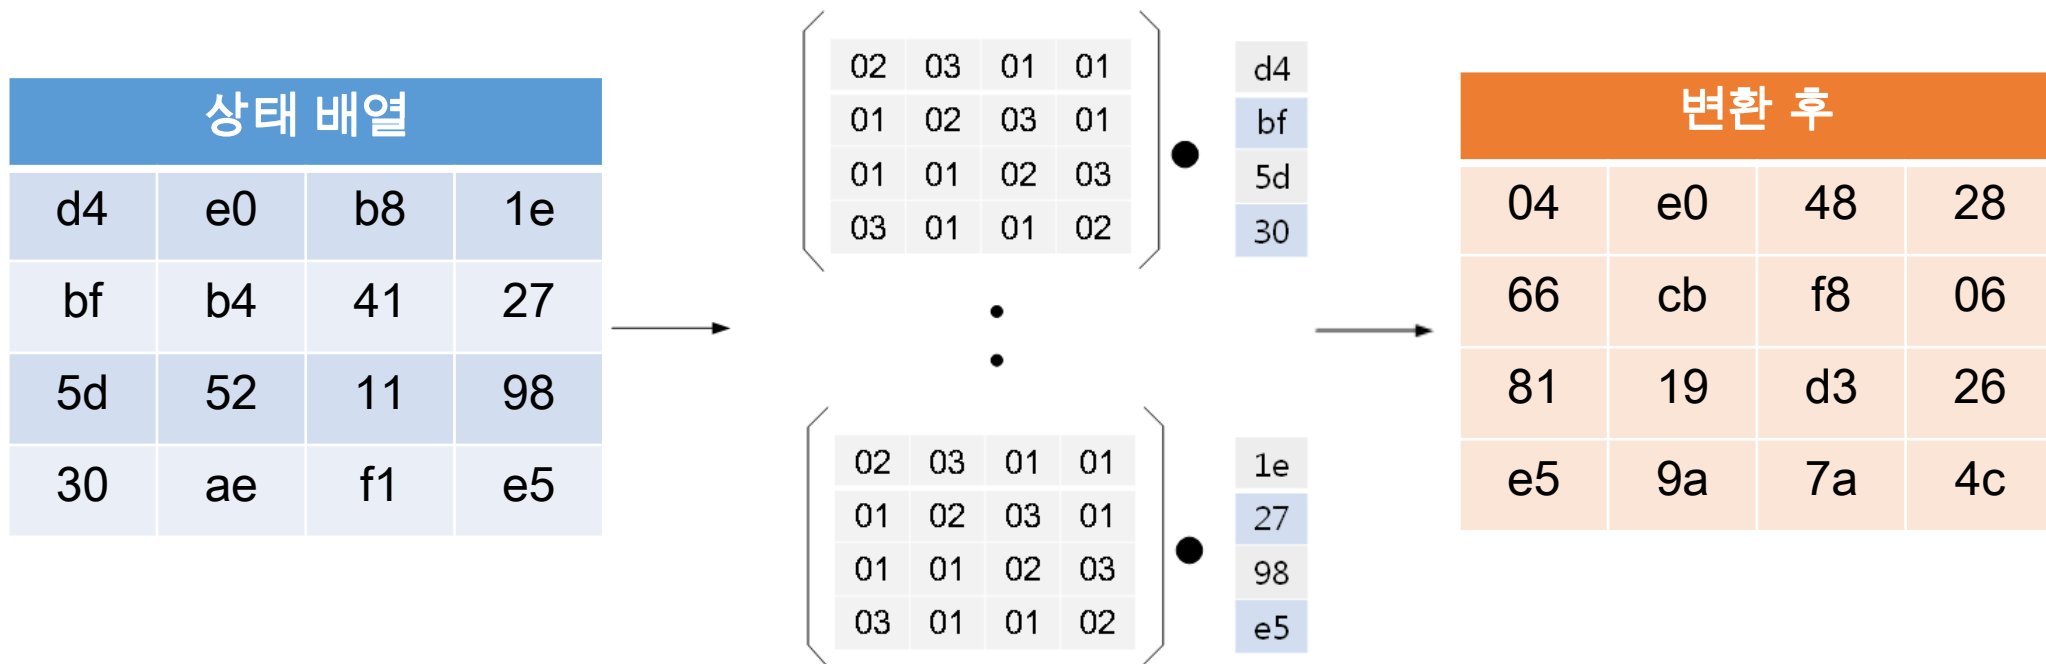 상태 배열
d4 e0 b8 1e
bf b4 41 27
5d 52 11 98
30 ae f1 e5
02 03 01 01
01 02 03 01
01 01 02 03
03 01 01 02
d4
bf
5d
30
02 03 01 01
01 02 03 01
01 01 02 03
03 01 01 02
1e
27
98
e5
변환 후
04 e0 48 28
66 cb f8 06
81 19 d3 26
e5 9a 7a 4c